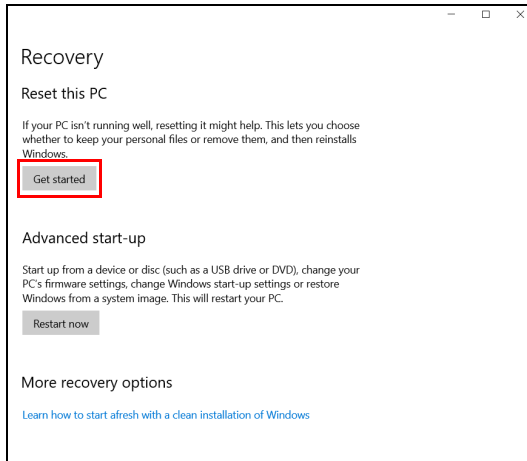 Recovery
Reset this PC
If your PC isn't running well, resetting it might help. This lets you choose
whether to keep your personal files or remove them, and then reinstalls
Windows.
Get started
Advanced start-up
Start up from a device or disc (such as a USB drive or DVD), change your
PC's firmware settings, change Windows start-up settings or restore
Windows from a system image. This will restart your PC.
Restart now
More recovery options
Learn how to start afresh with a clean installation of Windows